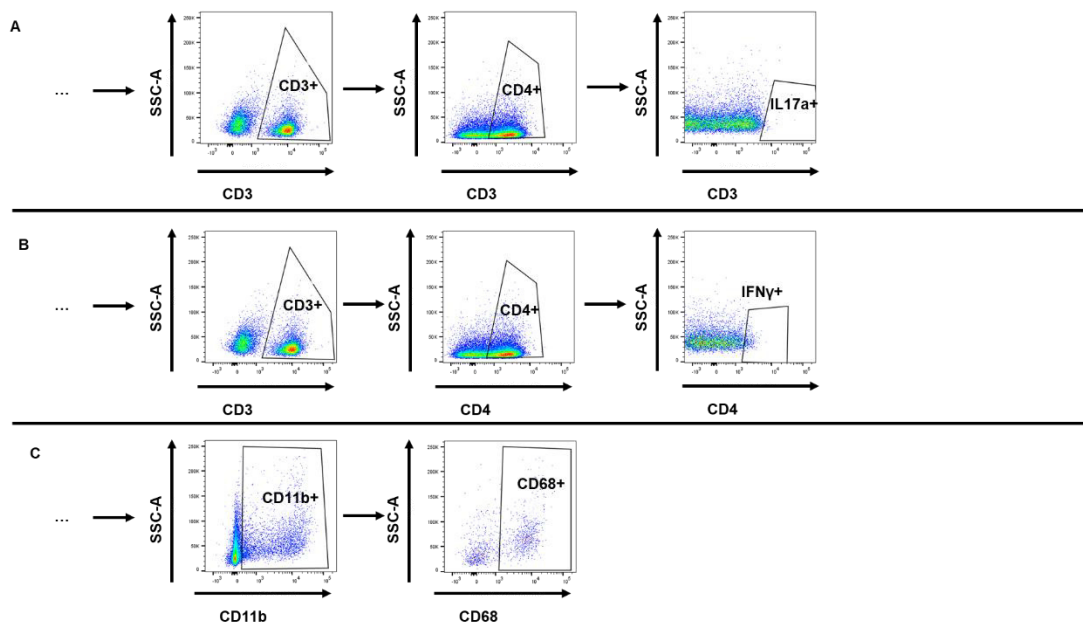 A
...
SSC-A
CD3+
CD3
SSC-A
CD4+
CD3
SSC-A
IL17a+
CD3
B
...
SSC-A
CD3+
CD3
SSC-A
CD4+
CD4
SSC-A
IFNγ+
CD4
C
...
SSC-A
CD11b+
CD11b
SSC-A
CD68+
CD68